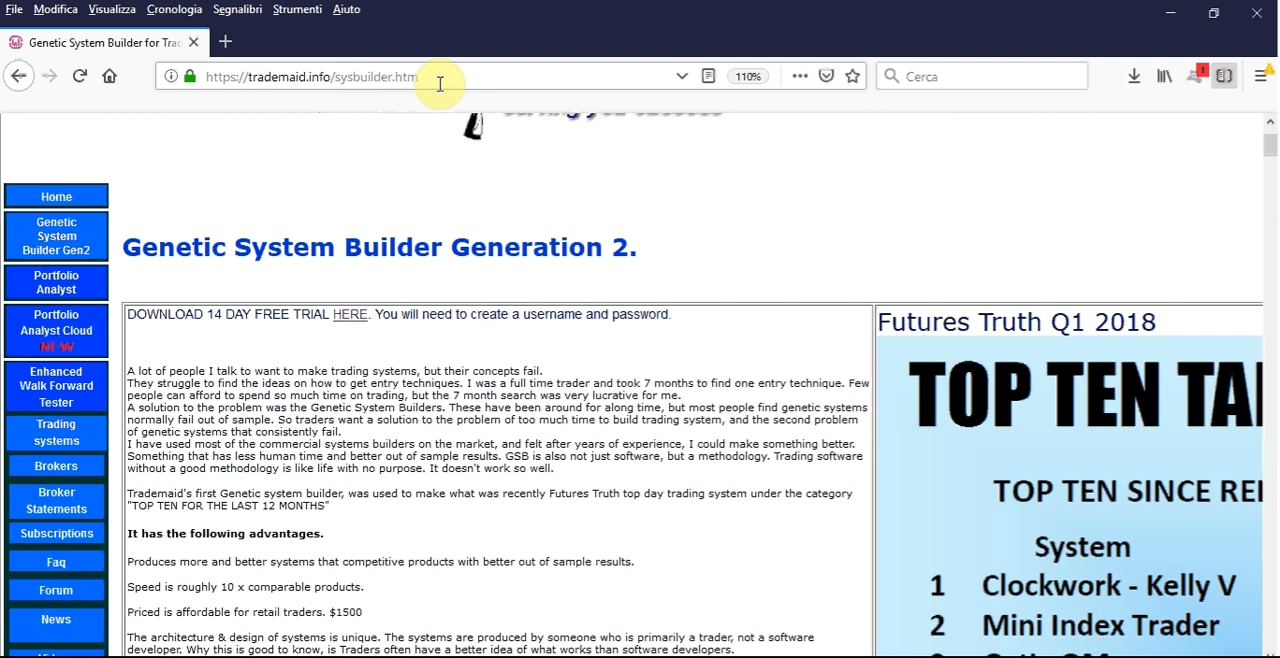 File Modifica Visualizza Cronologia Segnalibri Strumenti Aiuto
Genetic System Builder for Trac
https://trademaid.info/sysbuilder.htm
110%
Cerca
1
Home
Genetic
System
Builder Gen2
Portfolio
Analyst
Portfolio
Analyst Cloud
NEW
Enhanced
Walk Forward
Tester
Trading
systems
Brokers
Broker
Statements
Subscriptions
Faq
Forum
News
Genetic System Builder Generation 2.
DOWNLOAD 14 DAY FREE TRIAL HERE. You will need to create a username and password.
A lot of people I talk to want to make trading systems, but their concepts fail.
They struggle to find the ideas on how to get entry techniques. I was a full time trader and took 7 months to find one entry technique. Few
people can afford to spend so much time on trading, but the 7 month search was very lucrative for me.
A solution to the problem was the Genetic System Builders. These have been around for along time, but most people find genetic systems
normally fail out of sample. So traders want a solution to the problem of too much time to build trading system, and the second problem
of genetic systems that consistently fail.
I have used most of the commercial systems builders on the market, and felt after years of experience, I could make something better.
Something that has less human time and better out of sample results. GSB is also not just software, but a methodology. Trading software
without a good methodology is like life with no purpose. It doesn't work so well.
Trademaid's first Genetic system builder, was used to make what was recently Futures Truth top day trading system under the category
"TOP TEN FOR THE LAST 12 MONTHS"
It has the following advantages.
Produces more and better systems that competitive products with better out of sample results.
Speed is roughly 10 x comparable products.
Priced is affordable for retail traders. $1500
The architecture & design of systems is unique. The systems are produced by someone who is primarily a trader, not a software
developer. Why this is good to know, is Traders often have a better idea of what works than software developers.
Futures Truth Q1 2018
TOP TEN TA
TOP TEN SINCE REI
System
1 Clockwork - Kelly V
2 Mini Index Trader